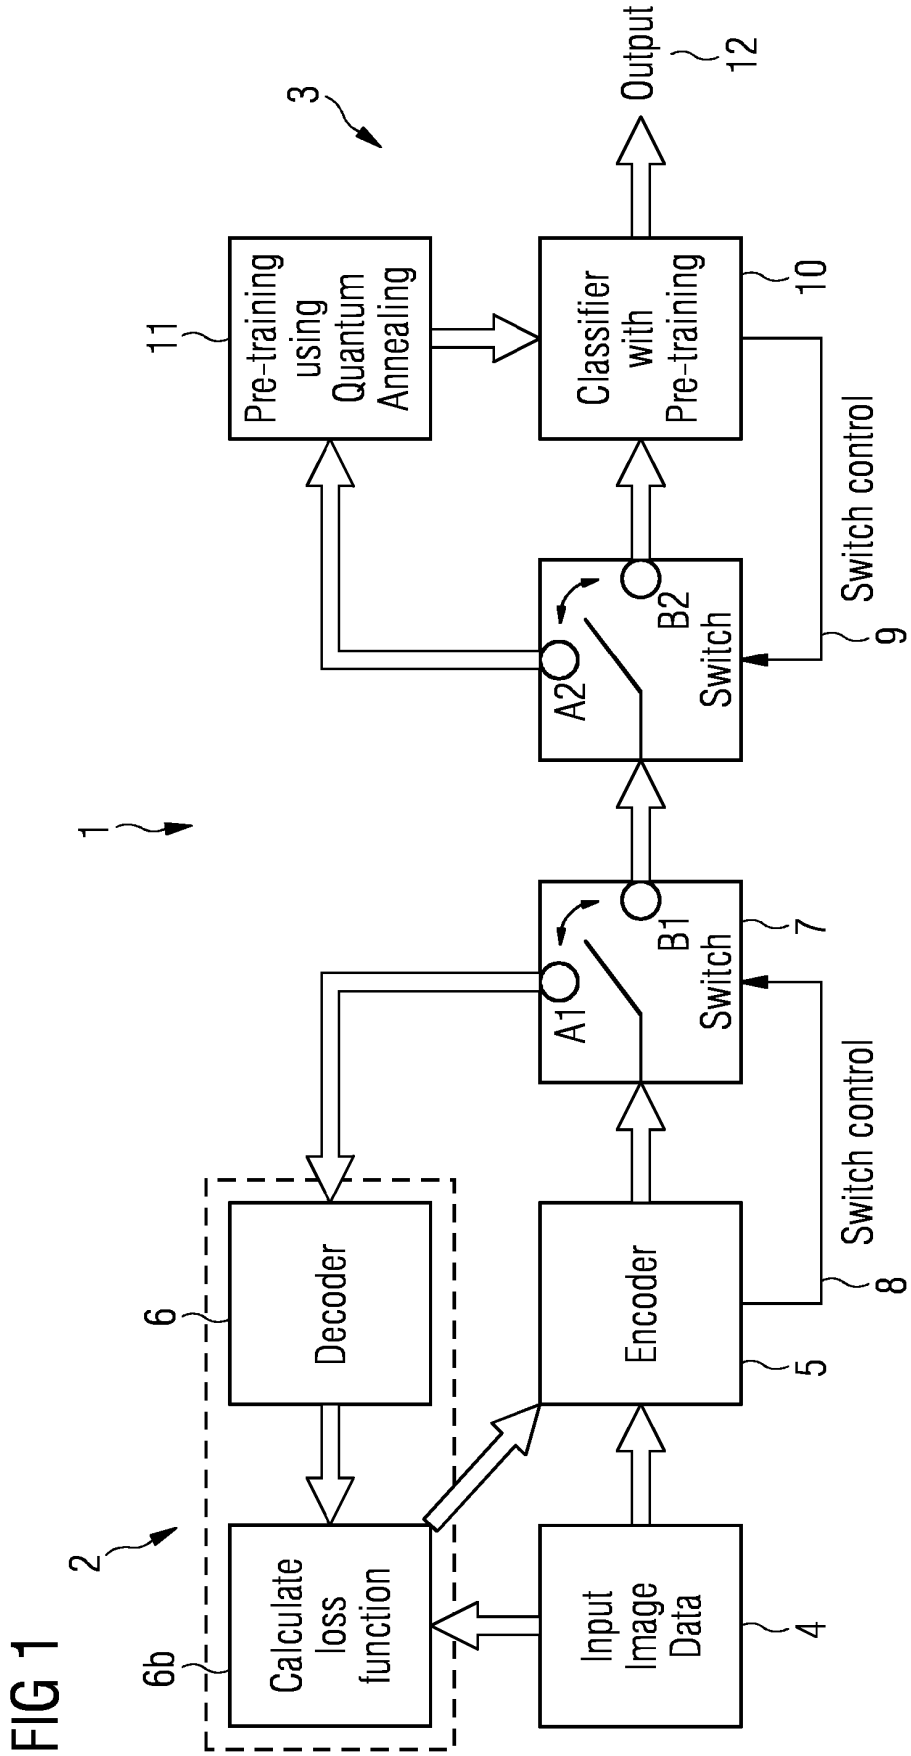 FIG 1
1
2
3
6b
Calculate
loss
function
6
Decoder
11
Pre-training
using
Quantum
Annealing
Input
Image
Data
4
Encoder
5
A1
B1
Switch
7
A2
B2
Switch
Classifier
with
Pre-training
10
Output
12
8
Switch control
9
Switch control